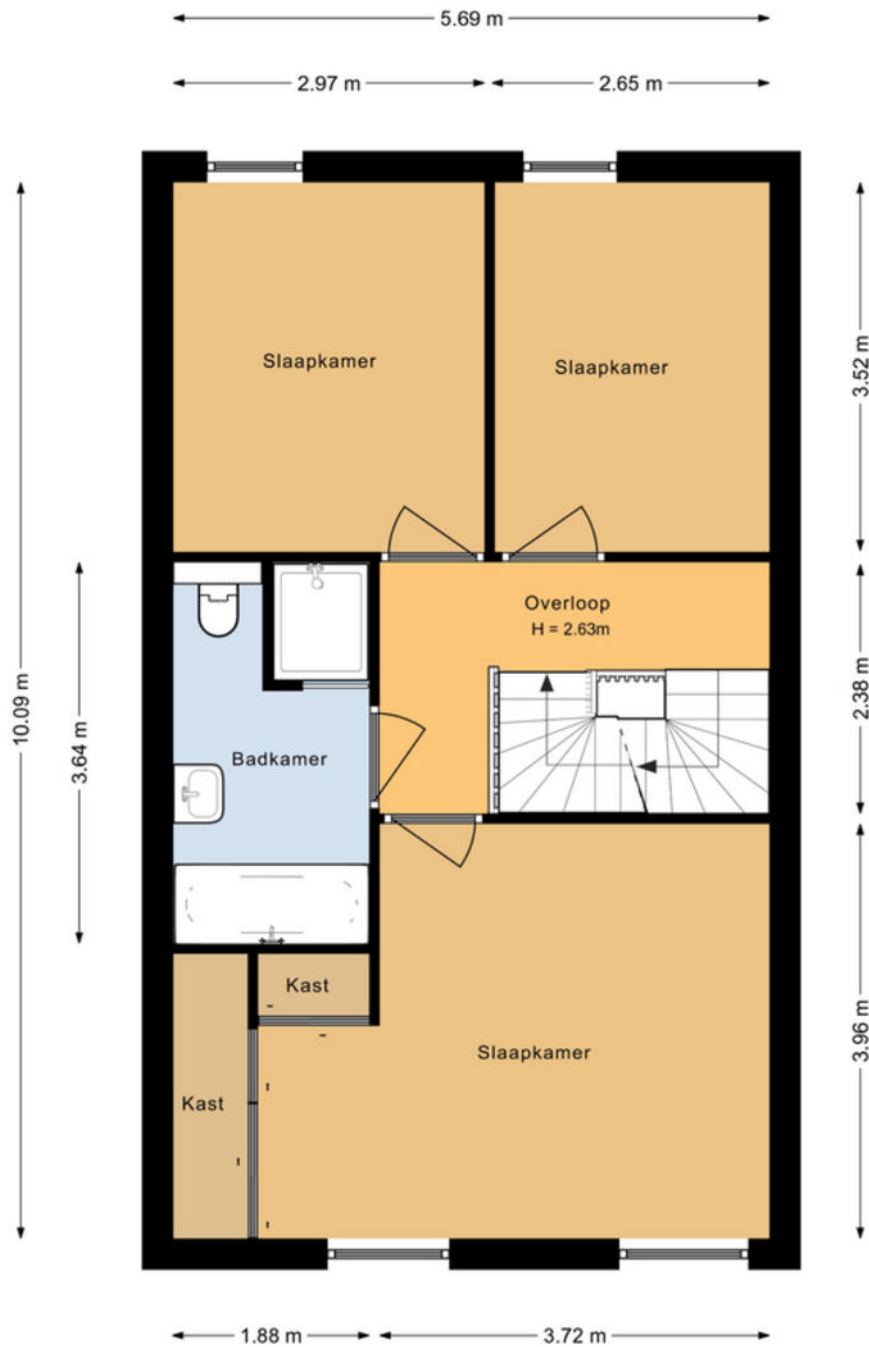 5.69 m
2.97 m
2.65 m
Slaapkamer
Slaapkamer
3.52 m
Overloop
H = 2.63m
10.09 m
3.64 m
2.38 m
Badkamer
Kast
Slaapkamer
3.96 m
Kast
1.88 m
3.72 m